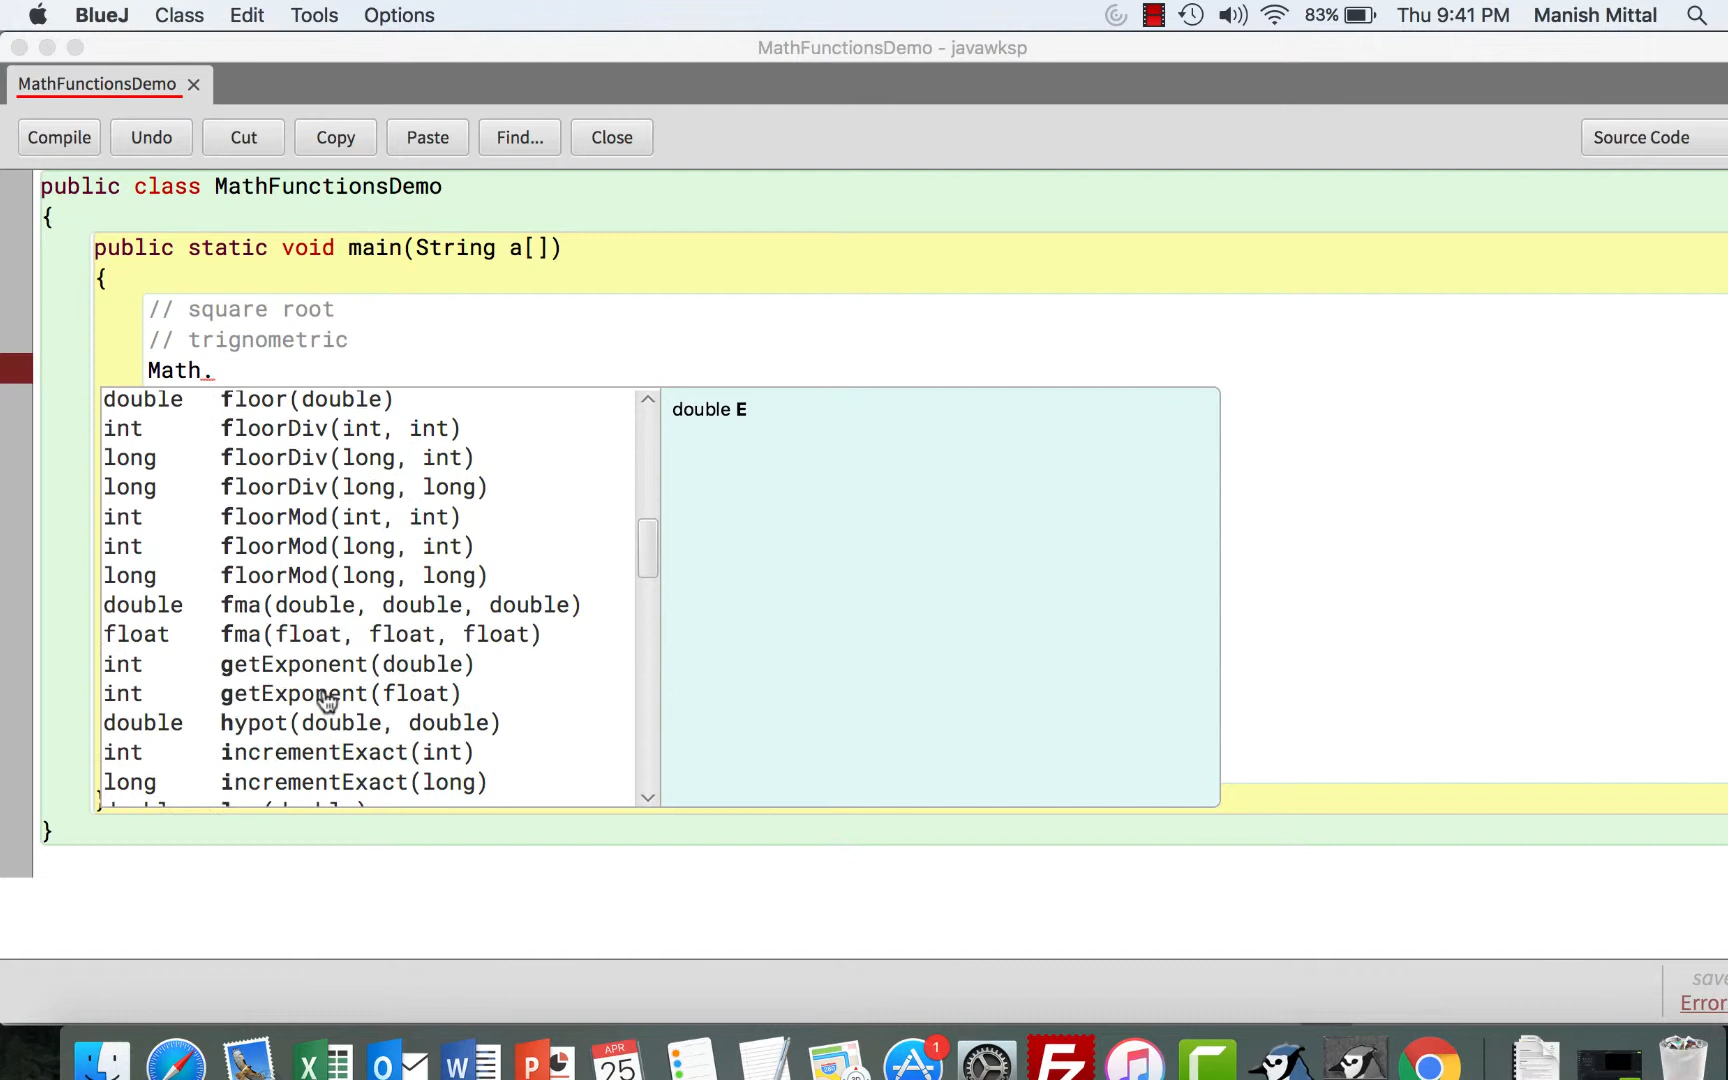 BlueJ Class Edit Tools Options 83% Thu 9:41 PM Manish Mittal
MathFunctionsDemo - javawksp
MathFunctionsDemo
Compile Undo Cut Copy Paste Find... Close Source Code
public class MathFunctionsDemo
{
public static void main(String a[])
{
// square root
// trignometric
Math.
double floor(double)
double E
int floorDiv(int, int)
long floorDiv(long, int)
long floorDiv(long, long)
int floorMod(int, int)
int floorMod(long, int)
long floorMod(long, long)
double fma(double, double, double)
float fma(float, float, float)
int getExponent(double)
int getExponent(float)
double hypot(double, double)
int incrementExact(int)
long incrementExact(long)
}
}
save
Error
1
APR
25